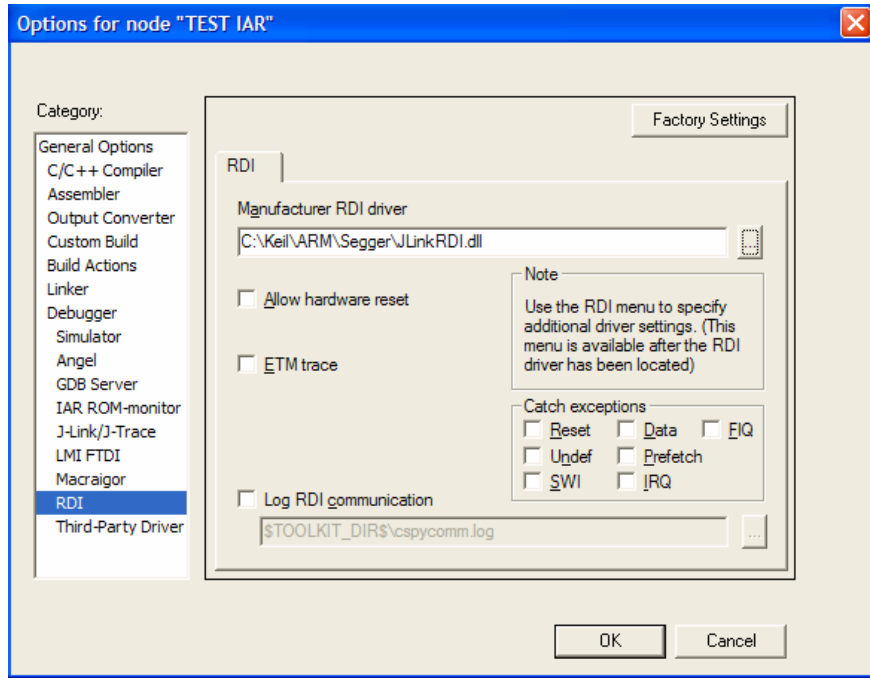 Options for node "TEST IAR"
Category:
General Options
C/C++ Compiler
Assembler
Output Converter
Custom Build
Build Actions
Linker
Debugger
Simulator
Angel
GDB Server
IAR ROM-monitor
J-Link/J-Trace
LMI FTDI
Macraigor
RDI
Third-Party Driver
Factory Settings
RDI
Manufacturer RDI driver
C:\Keil\ARM\Segger\JLinkRDI.dll
...
Allow hardware reset
ETM trace
Note
Use the RDI menu to specify
additional driver settings. (This
menu is available after the RDI
driver has been located)
Catch exceptions
Reset Data FIQ
Undef Prefetch
SWI IRQ
Log RDI communication
$TOOLKIT_DIR$\cspycomm.log
...
OK Cancel